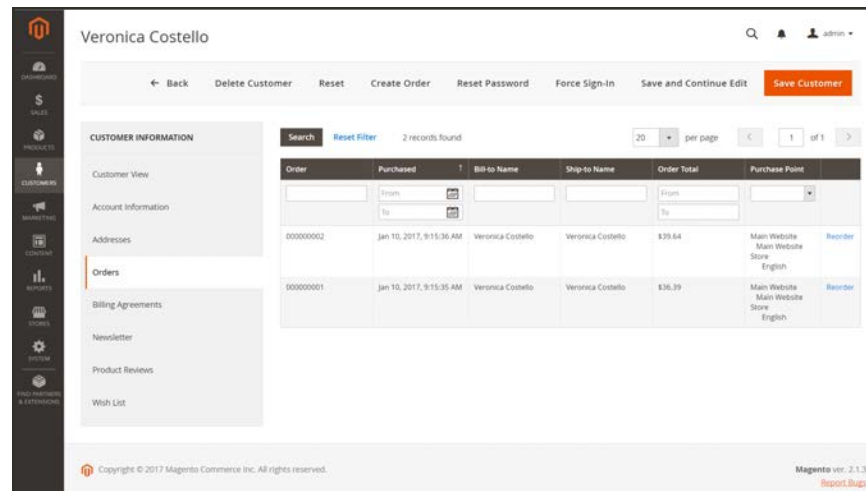 Veronica Costello
admin
DASHBOARD
SALES
PRODUCTS
CUSTOMERS
MARKETING
CONTENT
REPORTS
STORES
SYSTEM
FIND PARTNERS
& EXTENSIONS
← Back Delete Customer Reset Create Order Reset Password Force Sign-In Save and Continue Edit Save Customer
CUSTOMER INFORMATION
Customer View
Account Information
Addresses
Orders
Billing Agreements
Newsletter
Product Reviews
Wish List
Search Reset Filter 2 records found 20 per page < 1 of 1 >
Order Purchased ↑ Bill-to Name Ship-to Name Order Total Purchase Point
From From
To To
000000002 Jan 10, 2017, 9:15:36 AM Veronica Costello Veronica Costello $39.64 Main Website Reorder
Main Website
Store
English
000000001 Jan 10, 2017, 9:15:35 AM Veronica Costello Veronica Costello $36.39 Main Website Reorder
Main Website
Store
English
Copyright © 2017 Magento Commerce Inc. All rights reserved.
Magento ver. 2.1.3
Report Bugs